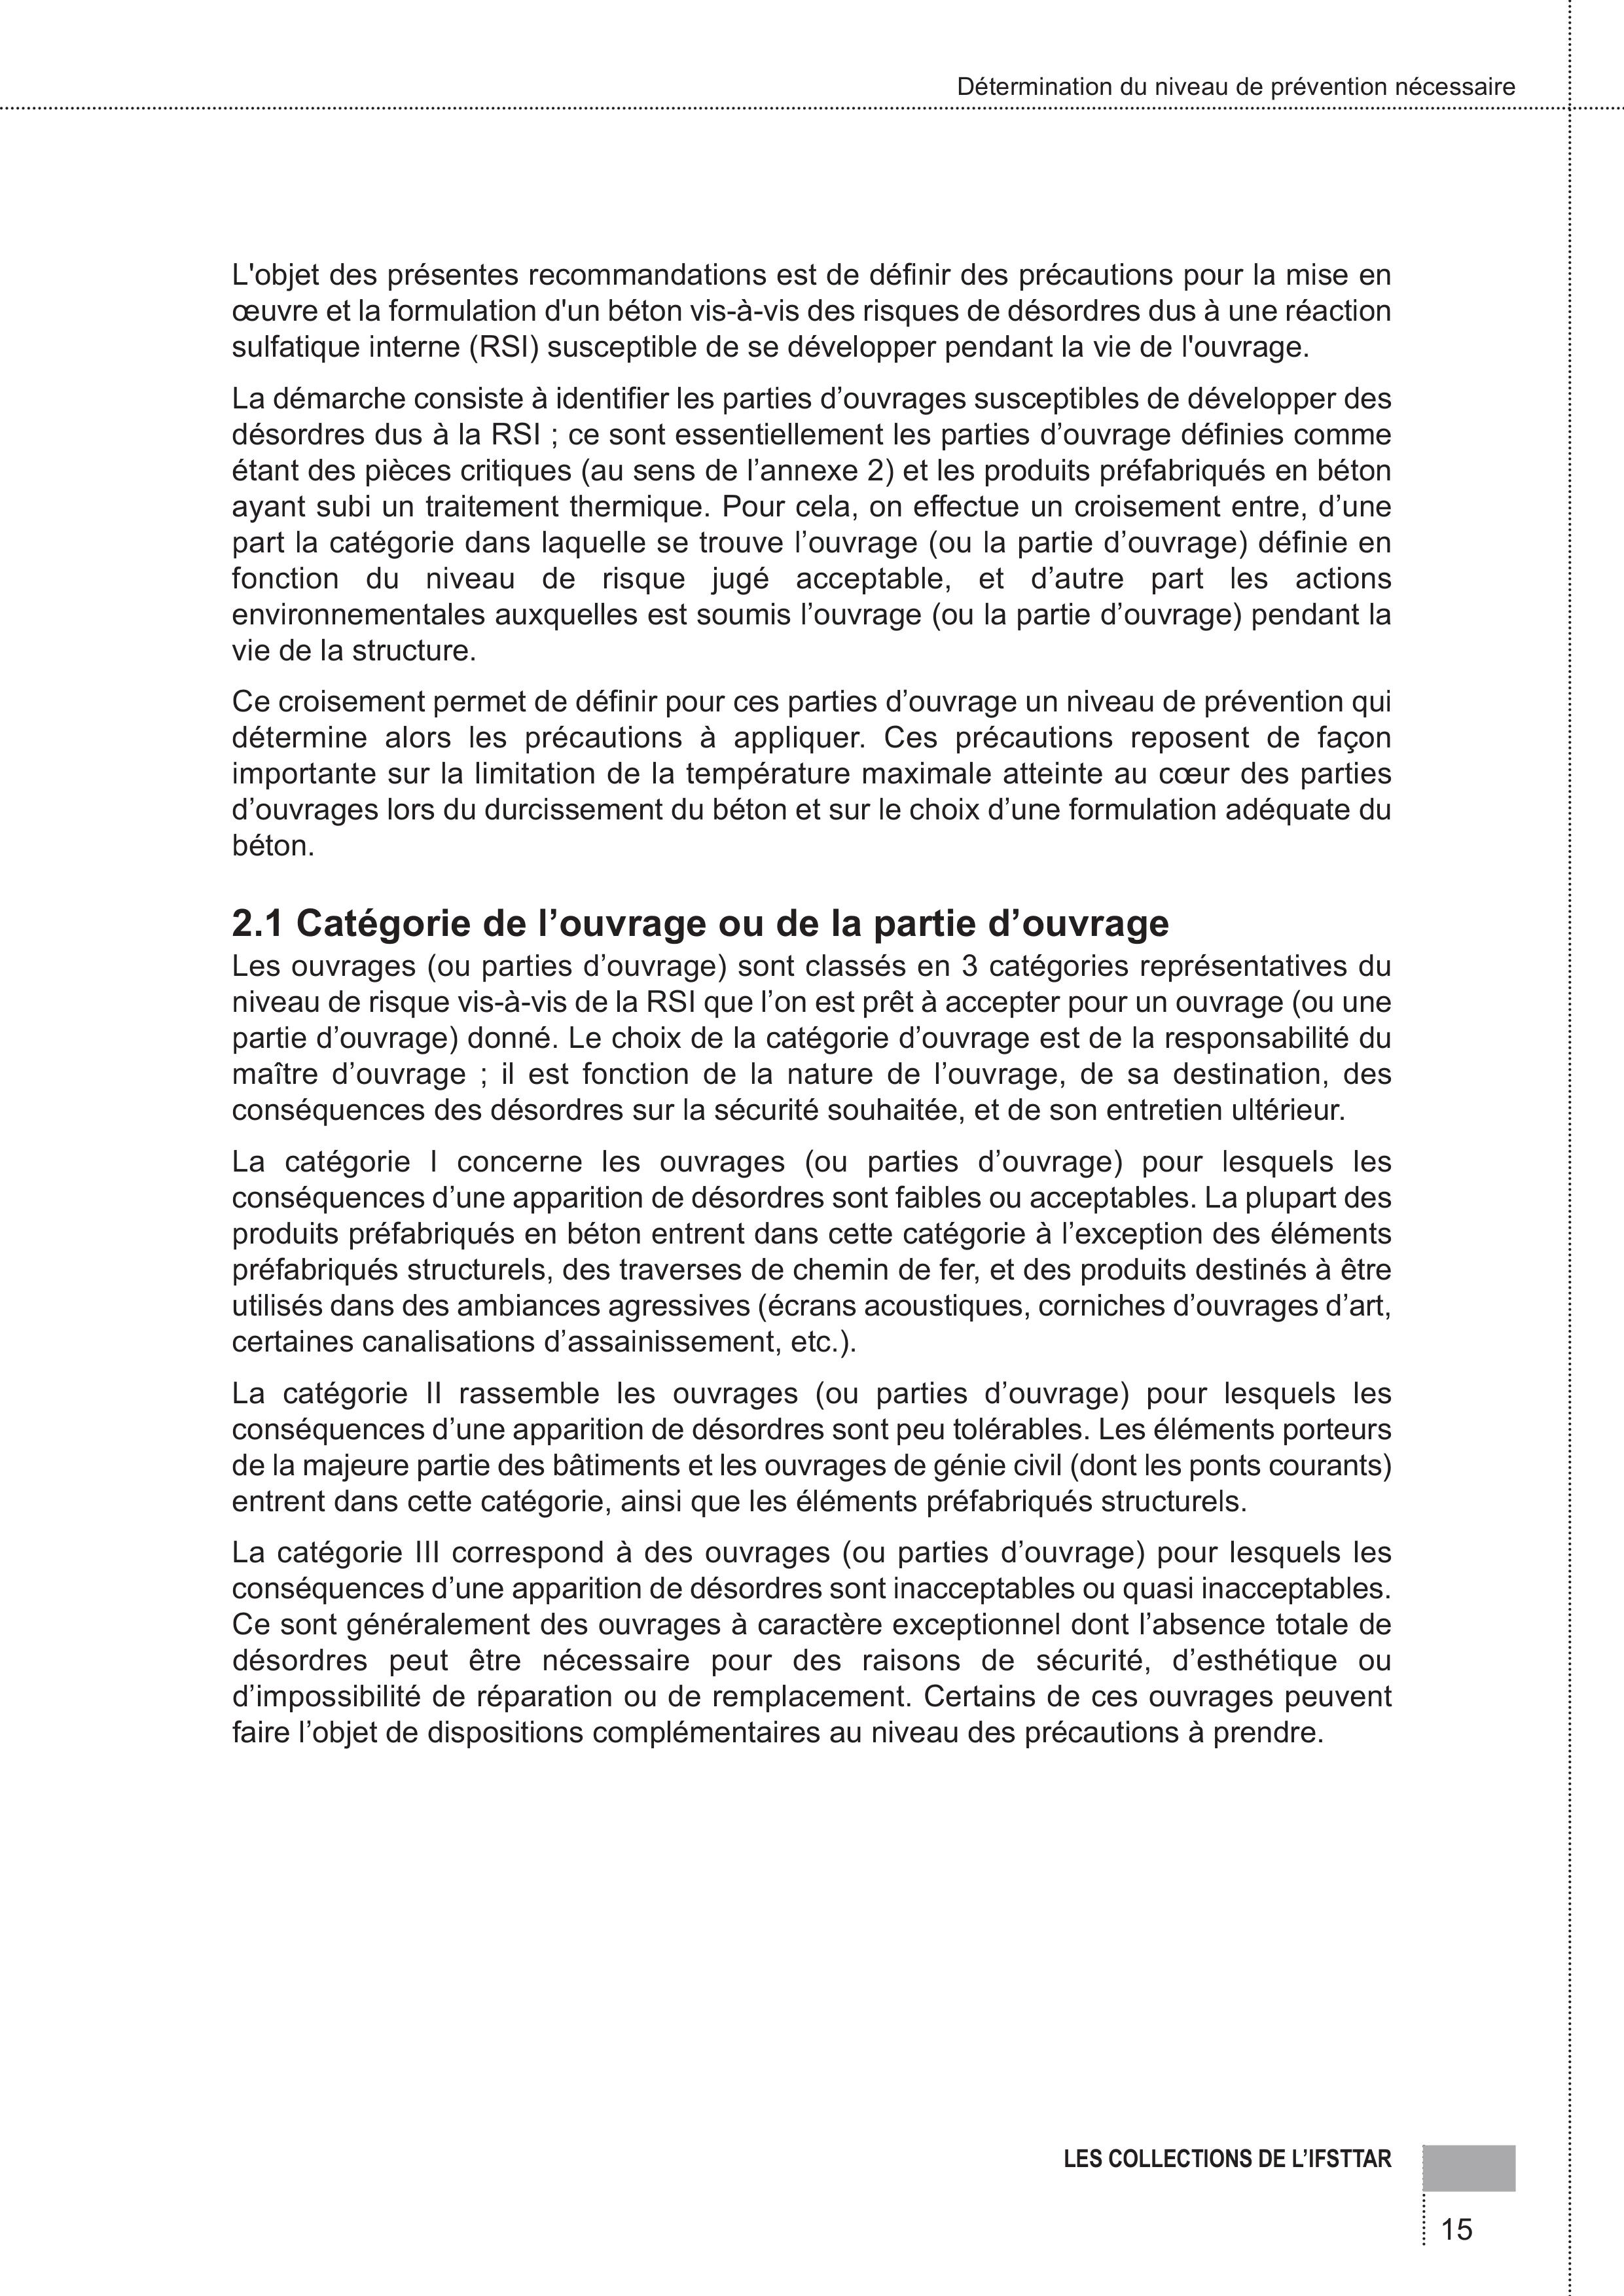 Détermination du niveau de prévention nécessaire
L'objet des présentes recommandations est de définir des précautions pour la mise en
œuvre et la formulation d'un béton vis-à-vis des risques de désordres dus à une réaction
sulfatique interne (RSI) susceptible de se développer pendant la vie de l'ouvrage.
La démarche consiste à identifier les parties d’ouvrages susceptibles de développer des
désordres dus à la RSI ; ce sont essentiellement les parties d’ouvrage définies comme
étant des pièces critiques (au sens de l’annexe 2) et les produits préfabriqués en béton
ayant subi un traitement thermique. Pour cela, on effectue un croisement entre, d’une
part la catégorie dans laquelle se trouve l’ouvrage (ou la partie d’ouvrage) définie en
fonction du niveau de risque jugé acceptable, et d’autre part les actions
environnementales auxquelles est soumis l’ouvrage (ou la partie d’ouvrage) pendant la
vie de la structure.
Ce croisement permet de définir pour ces parties d’ouvrage un niveau de prévention qui
détermine alors les précautions à appliquer. Ces précautions reposent de façon
importante sur la limitation de la température maximale atteinte au cœur des parties
d’ouvrages lors du durcissement du béton et sur le choix d’une formulation adéquate du
béton.
2.1 Catégorie de l’ouvrage ou de la partie d’ouvrage
Les ouvrages (ou parties d’ouvrage) sont classés en 3 catégories représentatives du
niveau de risque vis-à-vis de la RSI que l’on est prêt à accepter pour un ouvrage (ou une
partie d’ouvrage) donné. Le choix de la catégorie d’ouvrage est de la responsabilité du
maître d’ouvrage ; il est fonction de la nature de l’ouvrage, de sa destination, des
conséquences des désordres sur la sécurité souhaitée, et de son entretien ultérieur.
La catégorie I concerne les ouvrages (ou parties d’ouvrage) pour lesquels les
conséquences d’une apparition de désordres sont faibles ou acceptables. La plupart des
produits préfabriqués en béton entrent dans cette catégorie à l’exception des éléments
préfabriqués structurels, des traverses de chemin de fer, et des produits destinés à être
utilisés dans des ambiances agressives (écrans acoustiques, corniches d’ouvrages d’art,
certaines canalisations d’assainissement, etc.).
La catégorie II rassemble les ouvrages (ou parties d’ouvrage) pour lesquels les
conséquences d’une apparition de désordres sont peu tolérables. Les éléments porteurs
de la majeure partie des bâtiments et les ouvrages de génie civil (dont les ponts courants)
entrent dans cette catégorie, ainsi que les éléments préfabriqués structurels.
La catégorie III correspond à des ouvrages (ou parties d’ouvrage) pour lesquels les
conséquences d’une apparition de désordres sont inacceptables ou quasi inacceptables.
Ce sont généralement des ouvrages à caractère exceptionnel dont l’absence totale de
désordres peut être nécessaire pour des raisons de sécurité, d’esthétique ou
d’impossibilité de réparation ou de remplacement. Certains de ces ouvrages peuvent
faire l’objet de dispositions complémentaires au niveau des précautions à prendre.
LES COLLECTIONS DE L’IFSTTAR
15